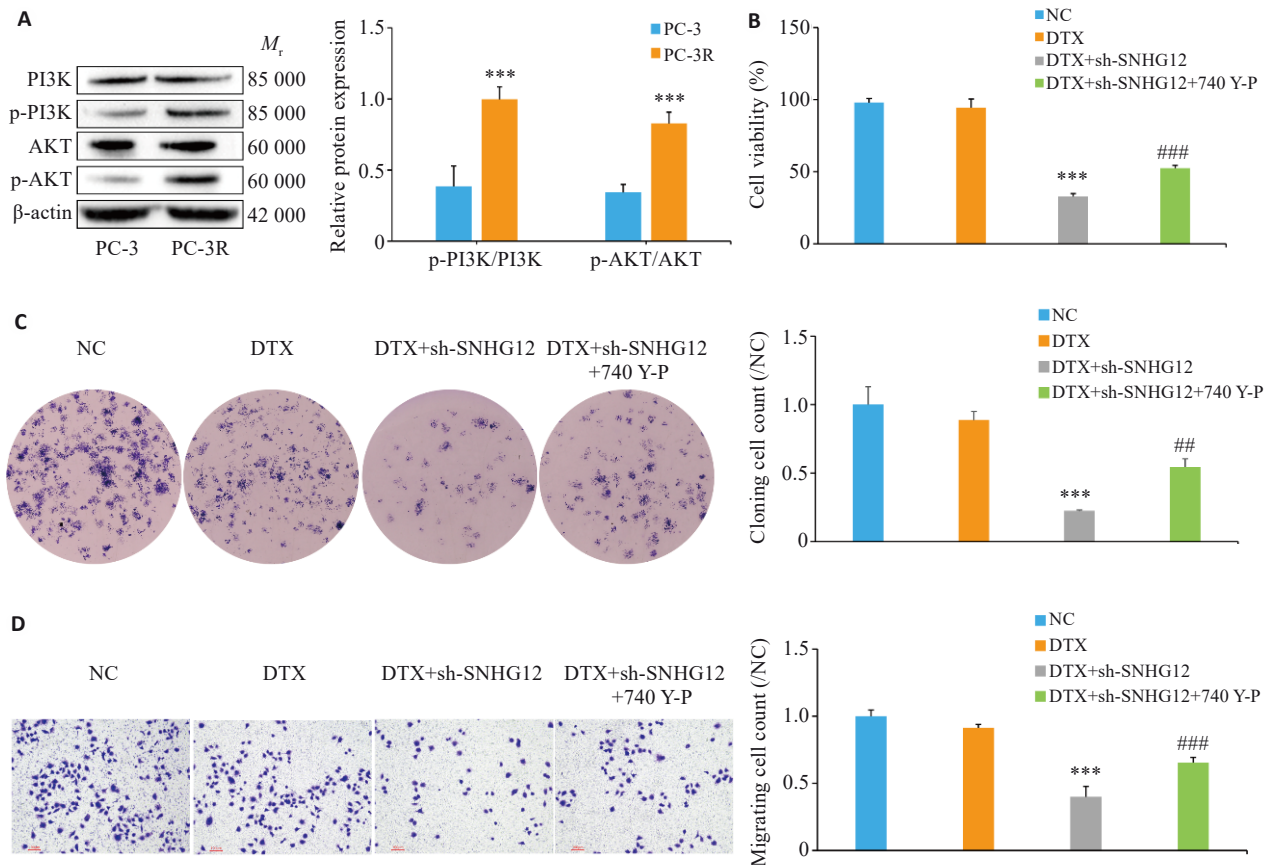 A
M_r
PI3K
85 000
p-PI3K
85 000
AKT
60 000
p-AKT
60 000
β-actin
42 000
PC-3
PC-3R
Relative protein expression
1.5
1.0
0.5
0
PC-3
PC-3R
***
***
p-PI3K/PI3K
p-AKT/AKT
B
Cell viability (%)
150
100
50
0
NC
DTX
DTX+sh-SNHG12
DTX+sh-SNHG12+740 Y-P
***
###
C
NC
DTX
DTX+sh-SNHG12
DTX+sh-SNHG12
+740 Y-P
Cloning cell count (/NC)
1.5
1.0
0.5
0
NC
DTX
DTX+sh-SNHG12
DTX+sh-SNHG12+740 Y-P
***
##
D
NC
DTX
DTX+sh-SNHG12
DTX+sh-SNHG12
+740 Y-P
Migrating cell count (/NC)
1.5
1.0
0.5
0
NC
DTX
DTX+sh-SNHG12
DTX+sh-SNHG12+740 Y-P
***
###